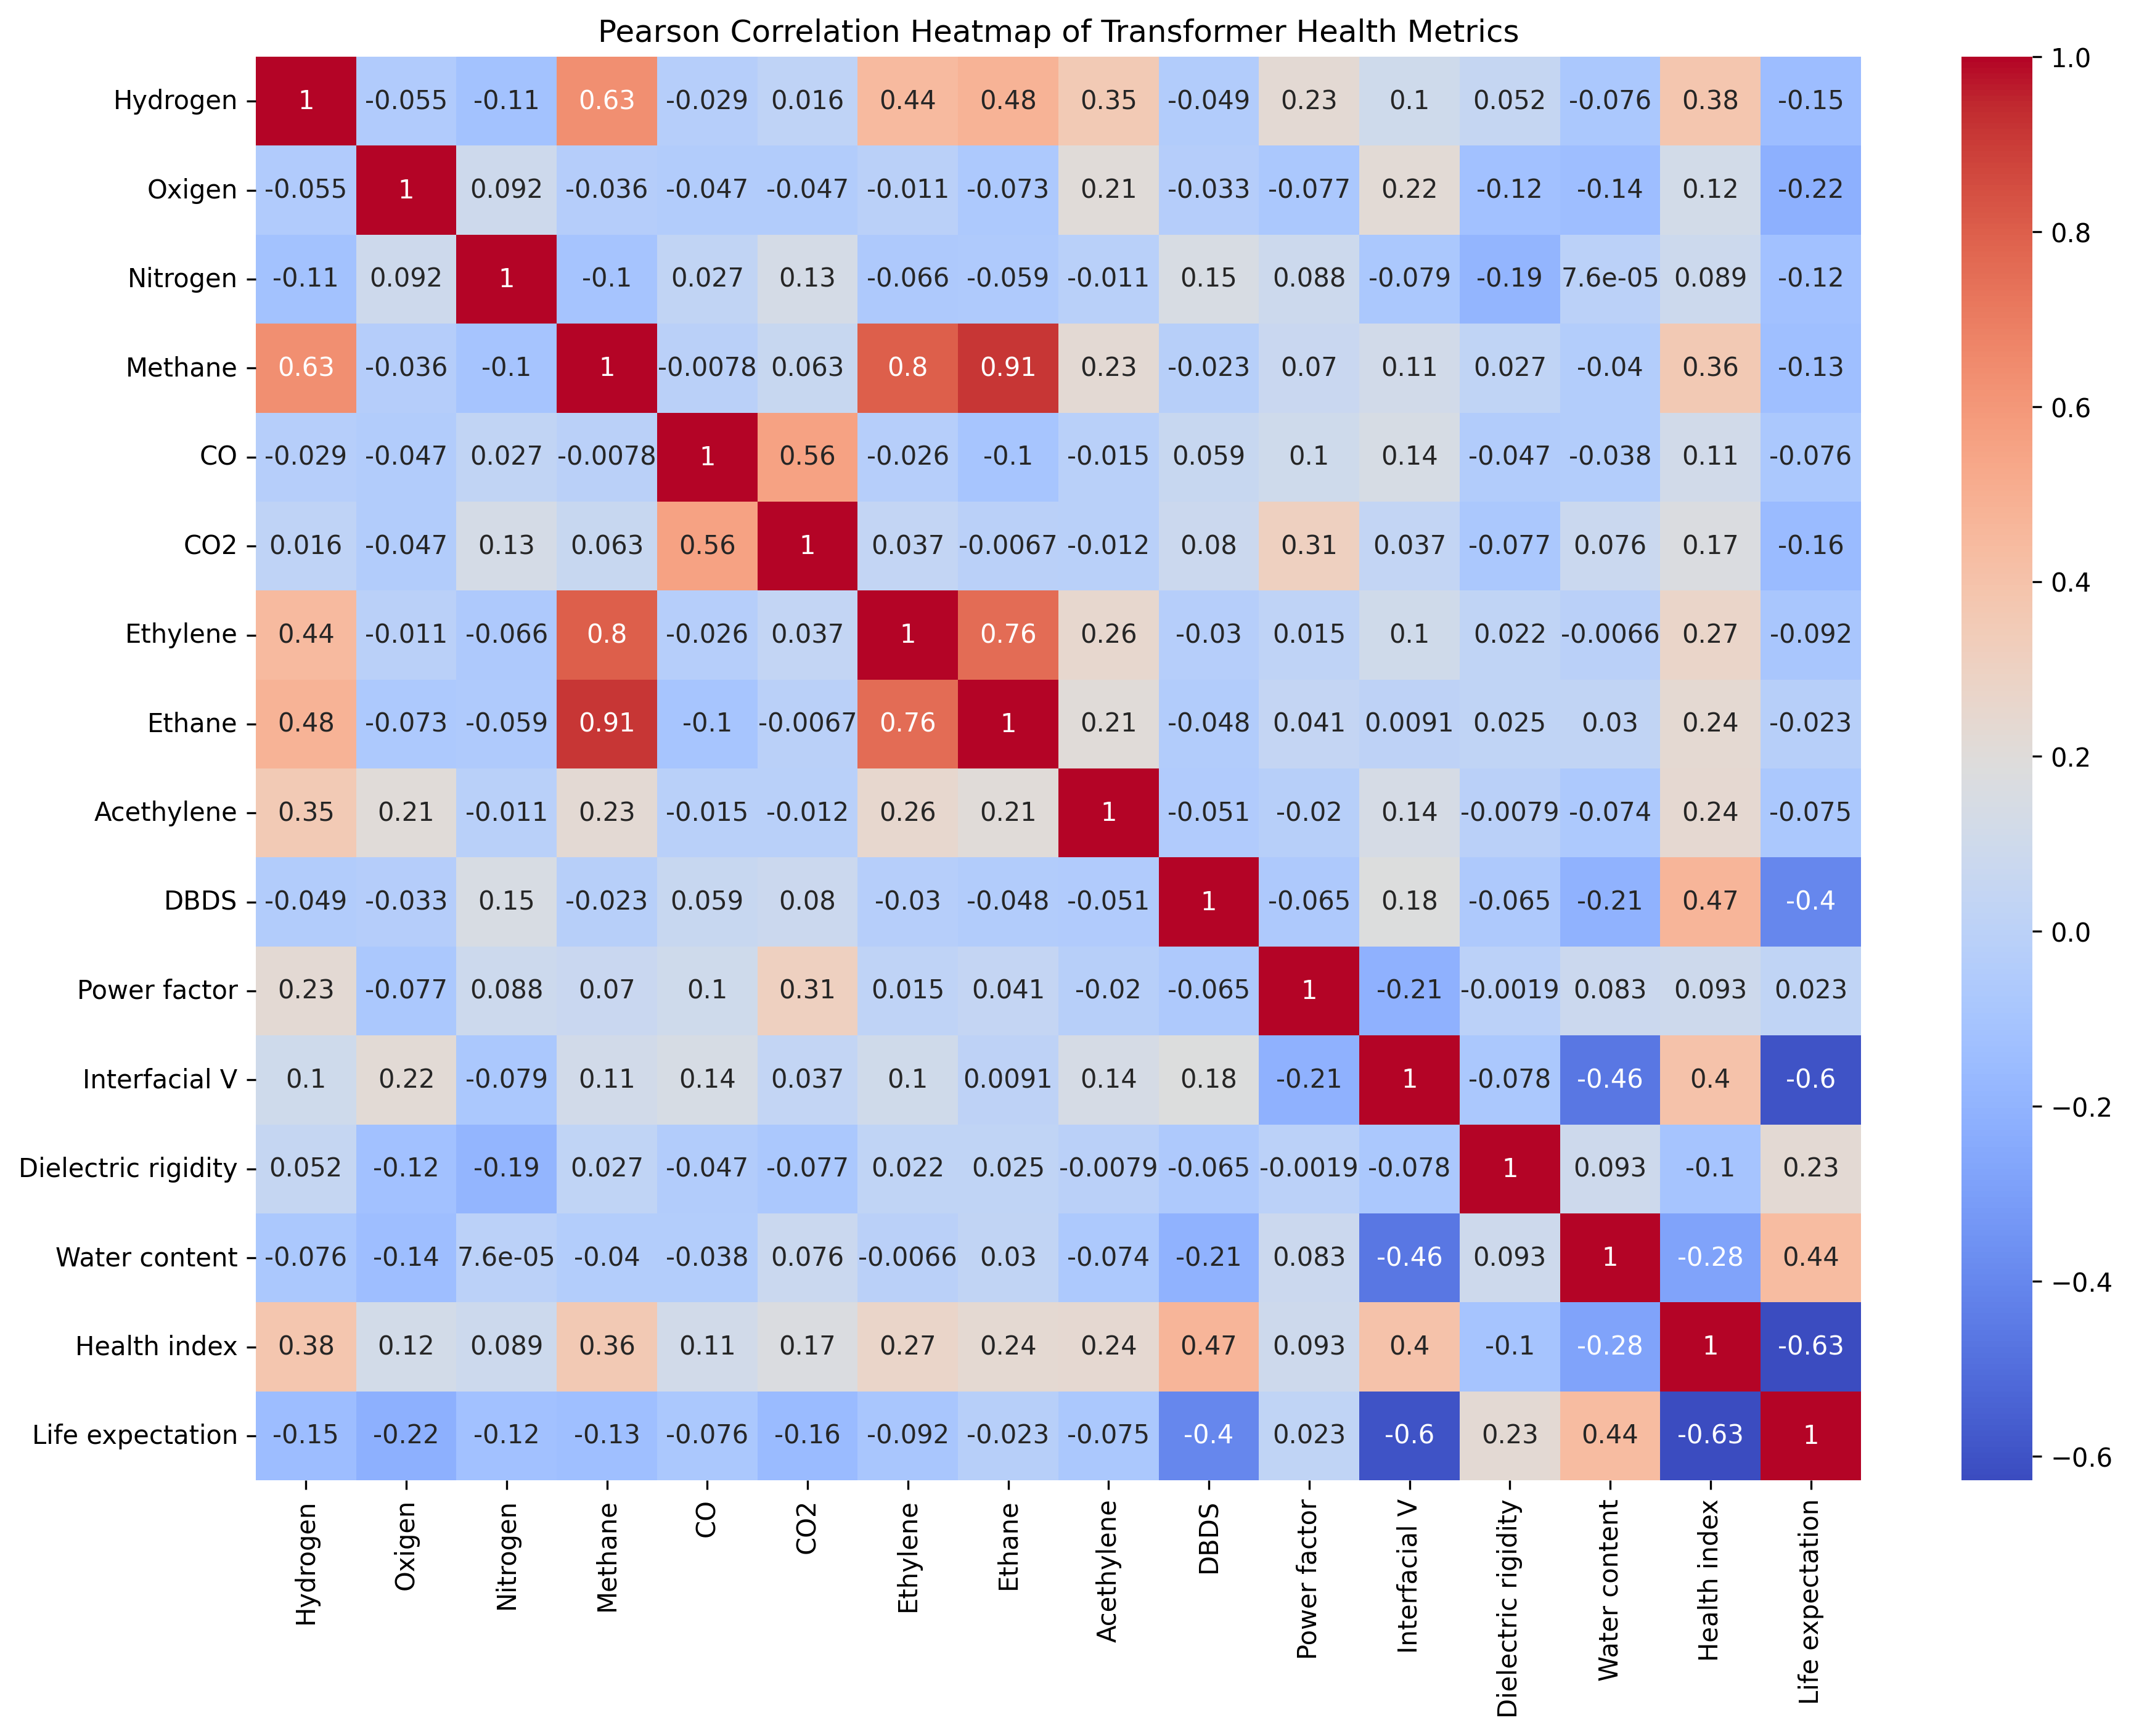 Pearson Correlation Heatmap of Transformer Health Metrics
Hydrogen 1 -0.055 -0.11 0.63 -0.029 0.016 0.44 0.48 0.35 -0.049 0.23 0.1 0.052 -0.076 0.38 -0.15
Oxigen -0.055 1 0.092 -0.036 -0.047 -0.047 -0.011 -0.073 0.21 -0.033 -0.077 0.22 -0.12 -0.14 0.12 -0.22
Nitrogen -0.11 0.092 1 -0.1 0.027 0.13 -0.066 -0.059 -0.011 0.15 0.088 -0.079 -0.19 7.6e-05 0.089 -0.12
Methane 0.63 -0.036 -0.1 1 -0.0078 0.063 0.8 0.91 0.23 -0.023 0.07 0.11 0.027 -0.04 0.36 -0.13
CO -0.029 -0.047 0.027 -0.0078 1 0.56 -0.026 -0.1 -0.015 0.059 0.1 0.14 -0.047 -0.038 0.11 -0.076
CO2 0.016 -0.047 0.13 0.063 0.56 1 0.037 -0.0067 -0.012 0.08 0.31 0.037 -0.077 0.076 0.17 -0.16
Ethylene 0.44 -0.011 -0.066 0.8 -0.026 0.037 1 0.76 0.26 -0.03 0.015 0.1 0.022 -0.0066 0.27 -0.092
Ethane 0.48 -0.073 -0.059 0.91 -0.1 -0.0067 0.76 1 0.21 -0.048 0.041 0.0091 0.025 0.03 0.24 -0.023
Acethylene 0.35 0.21 -0.011 0.23 -0.015 -0.012 0.26 0.21 1 -0.051 -0.02 0.14 -0.0079 -0.074 0.24 -0.075
DBDS -0.049 -0.033 0.15 -0.023 0.059 0.08 -0.03 -0.048 -0.051 1 -0.065 0.18 -0.065 -0.21 0.47 -0.4
Power factor 0.23 -0.077 0.088 0.07 0.1 0.31 0.015 0.041 -0.02 -0.065 1 -0.21 -0.0019 0.083 0.093 0.023
Interfacial V 0.1 0.22 -0.079 0.11 0.14 0.037 0.1 0.0091 0.14 0.18 -0.21 1 -0.078 -0.46 0.4 -0.6
Dielectric rigidity 0.052 -0.12 -0.19 0.027 -0.047 -0.077 0.022 0.025 -0.0079 -0.065 -0.0019 -0.078 1 0.093 -0.1 0.23
Water content -0.076 -0.14 7.6e-05 -0.04 -0.038 0.076 -0.0066 0.03 -0.074 -0.21 0.083 -0.46 0.093 1 -0.28 0.44
Health index 0.38 0.12 0.089 0.36 0.11 0.17 0.27 0.24 0.24 0.47 0.093 0.4 -0.1 -0.28 1 -0.63
Life expectation -0.15 -0.22 -0.12 -0.13 -0.076 -0.16 -0.092 -0.023 -0.075 -0.4 0.023 -0.6 0.23 0.44 -0.63 1
Hydrogen
Oxigen
Nitrogen
Methane
CO
CO2
Ethylene
Ethane
Acethylene
DBDS
Power factor
Interfacial V
Dielectric rigidity
Water content
Health index
Life expectation
1.0
0.8
0.6
0.4
0.2
0.0
−0.2
−0.4
−0.6